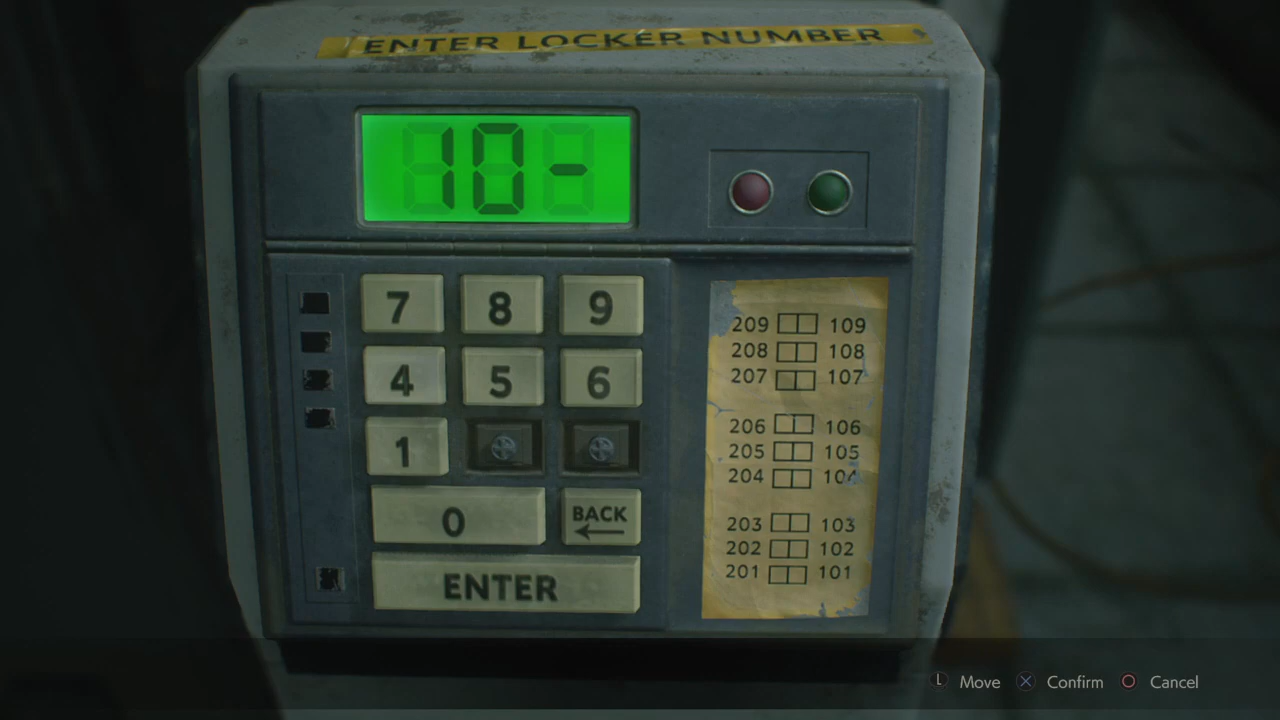 ENTER LOCKER NUMBER
10-
7 8 9
4 5 6
1
0 BACK
ENTER
209 109
208 108
207 107
206 106
205 105
204 104
203 103
202 102
201 101
L Move Confirm Cancel